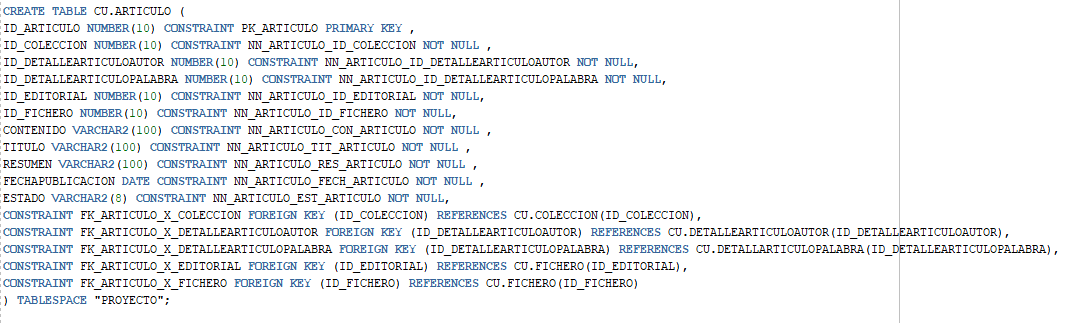 CREATE TABLE CU.ARTICULO (
ID_ARTICULO NUMBER(10) CONSTRAINT PK_ARTICULO PRIMARY KEY ,
ID_COLECCION NUMBER(10) CONSTRAINT NN_ARTICULO_ID_COLECCION NOT NULL ,
ID_DETALLEARTICULOAUTOR NUMBER(10) CONSTRAINT NN_ARTICULO_ID_DETALLEARTICULOAUTOR NOT NULL,
ID_DETALLEARTICULOPALABRA NUMBER(10) CONSTRAINT NN_ARTICULO_ID_DETALLEARTICULOPALABRA NOT NULL,
ID_EDITORIAL NUMBER(10) CONSTRAINT NN_ARTICULO_ID_EDITORIAL NOT NULL,
ID_FICHERO NUMBER(10) CONSTRAINT NN_ARTICULO_ID_FICHERO NOT NULL,
CONTENIDO VARCHAR2(100) CONSTRAINT NN_ARTICULO_CON_ARTICULO NOT NULL ,
TITULO VARCHAR2(100) CONSTRAINT NN_ARTICULO_TIT_ARTICULO NOT NULL ,
RESUMEN VARCHAR2(100) CONSTRAINT NN_ARTICULO_RES_ARTICULO NOT NULL ,
FECHAPUBLICACION DATE CONSTRAINT NN_ARTICULO_FECH_ARTICULO NOT NULL ,
ESTADO VARCHAR2(8) CONSTRAINT NN_ARTICULO_EST_ARTICULO NOT NULL,
CONSTRAINT FK_ARTICULO_X_COLECCION FOREIGN KEY (ID_COLECCION) REFERENCES CU.COLECCION(ID_COLECCION),
CONSTRAINT FK_ARTICULO_X_DETALLEARTICULOAUTOR FOREIGN KEY (ID_DETALLEARTICULOAUTOR) REFERENCES CU.DETALLEARTICULOAUTOR(ID_DETALLEARTICULOAUTOR),
CONSTRAINT FK_ARTICULO_X_DETALLEARTICULOPALABRA FOREIGN KEY (ID_DETALLEARTICULOPALABRA) REFERENCES CU.DETALLARTICULOPALABRA(ID_DETALLEARTICULOPALABRA),
CONSTRAINT FK_ARTICULO_X_EDITORIAL FOREIGN KEY (ID_EDITORIAL) REFERENCES CU.FICHERO(ID_EDITORIAL),
CONSTRAINT FK_ARTICULO_X_FICHERO FOREIGN KEY (ID_FICHERO) REFERENCES CU.FICHERO(ID_FICHERO)
) TABLESPACE "PROYECTO";